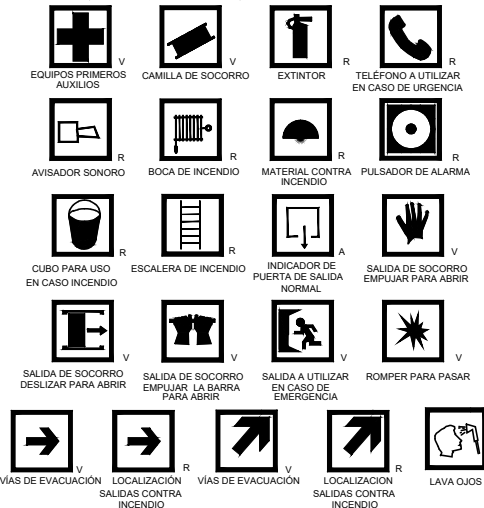 V
V
R
R
EQUIPOS PRIMEROS
AUXILIOS
CAMILLA DE SOCORRO
EXTINTOR
TELÉFONO A UTILIZAR
EN CASO DE URGENCIA
R
R
R
R
AVISADOR SONORO
BOCA DE INCENDIO
MATERIAL CONTRA
INCENDIO
PULSADOR DE ALARMA
R
R
A
V
CUBO PARA USO
EN CASO INCENDIO
ESCALERA DE INCENDIO
INDICADOR DE
PUERTA DE SALIDA
NORMAL
SALIDA DE SOCORRO
EMPUJAR PARA ABRIR
V
V
V
V
SALIDA DE SOCORRO
DESLIZAR PARA ABRIR
SALIDA DE SOCORRO
EMPUJAR LA BARRA
PARA ABRIR
SALIDA A UTILIZAR
EN CASO DE
EMERGENCIA
ROMPER PARA PASAR
V
R
V
R
VÍAS DE EVACUACIÓN
LOCALIZACIÓN
SALIDAS CONTRA
INCENDIO
VÍAS DE EVACUACIÓN
LOCALIZACION
SALIDAS CONTRA
INCENDIO
LAVA OJOS